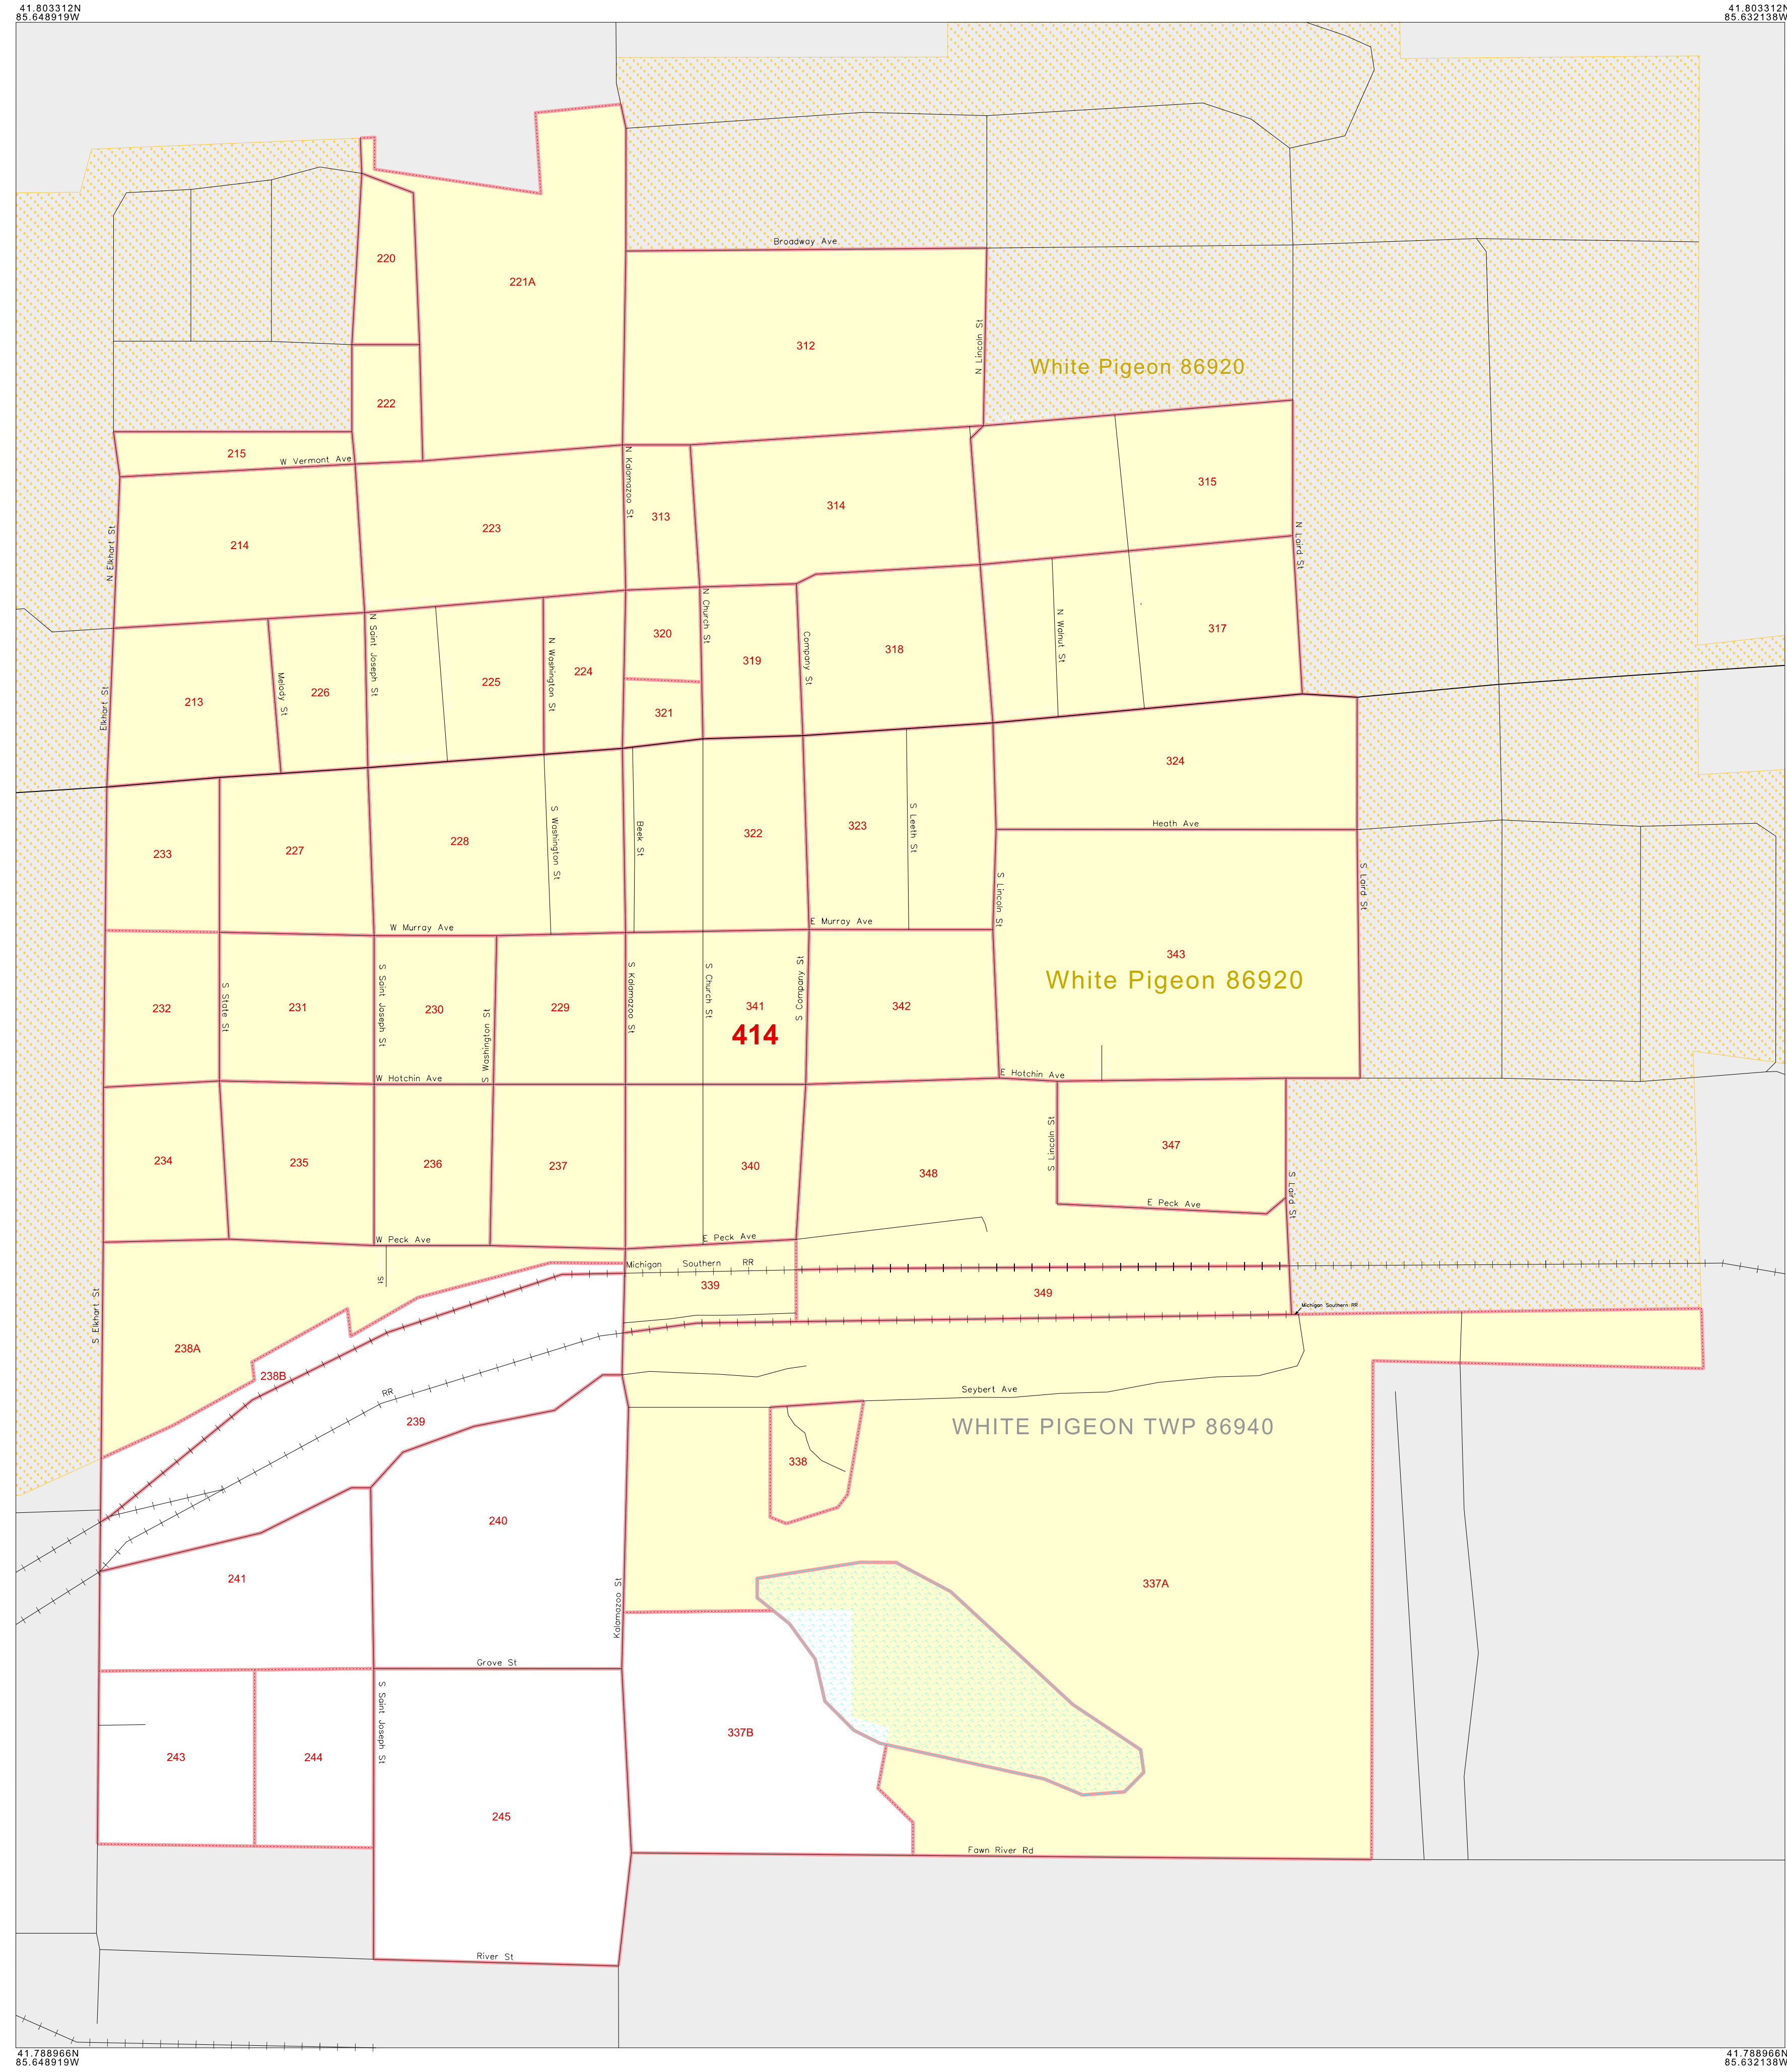 41.803312N
85.648919W
41.803312N
85.632138W
Broadway Ave
220
221A
N Lincoln St
312
White Pigeon 86920
222
215
W Vermont Ave
N Kalamazoo St
315
314
313
223
214
N Elkhart St
N Laird St
N Saint Joseph St
N Church St
N Walnut St
320
317
Company St
318
319
N Washington St
224
225
226
Melody St
213
Elkhart St
321
324
Heath Ave
S Leeth St
323
322
Beek St
S Washington St
228
227
233
S Laird St
S Lincoln St
E Murray Ave
W Murray Ave
343
White Pigeon 86920
S Company St
S Church St
S Kalamazoo St
341
414
342
229
230
S Washington St
S Saint Joseph St
231
S State St
232
E Hotchin Ave
W Hotchin Ave
S Lincoln St
347
348
340
237
236
235
234
E Peck Ave
S Laird St
E Peck Ave
W Peck Ave
St
Michigan Southern RR
339
349
Michigan Southern RR
S Elkhart St
238A
238B
RR
239
Seybert Ave
WHITE PIGEON TWP 86940
338
240
241
337A
Kalamazoo St
Grove St
S Saint Joseph St
337B
243
244
245
Fawn River Rd
River St
41.788966N
85.648919W
41.788966N
85.632138W